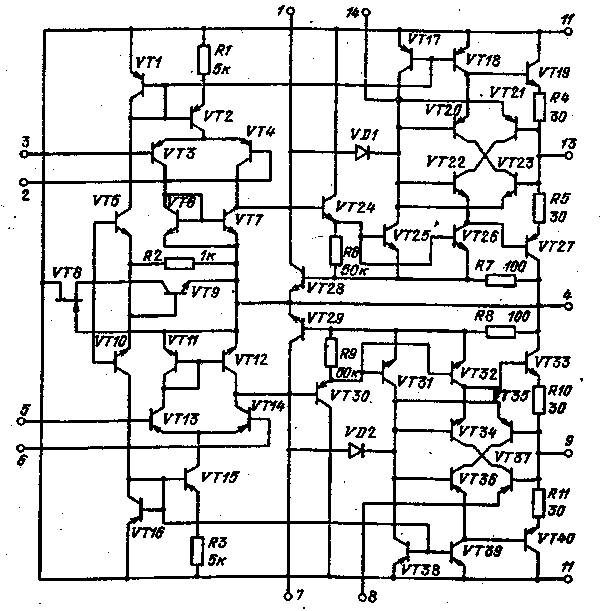 1
14
11
VT1
R1
5к
VT17
VT18
VT19
VT2
VT21
R4
30
VT20
3
VT3
VT4
VD1
13
VT22
VT23
2
VT5
VT6
VT7
VT24
VT25
VT26
R5
30
VT27
R2
1к
R6
50к
R7
100
VT8
VT9
VT28
4
VT29
R8
100
VT10
VT11
VT12
R9
60к
VT31
VT32
VT33
VT30
VT35
R10
30
5
VT13
VT14
VT34
6
VD2
VT37
9
VT15
VT36
R11
30
VT16
R3
5к
VT38
VT39
VT40
7
8
11